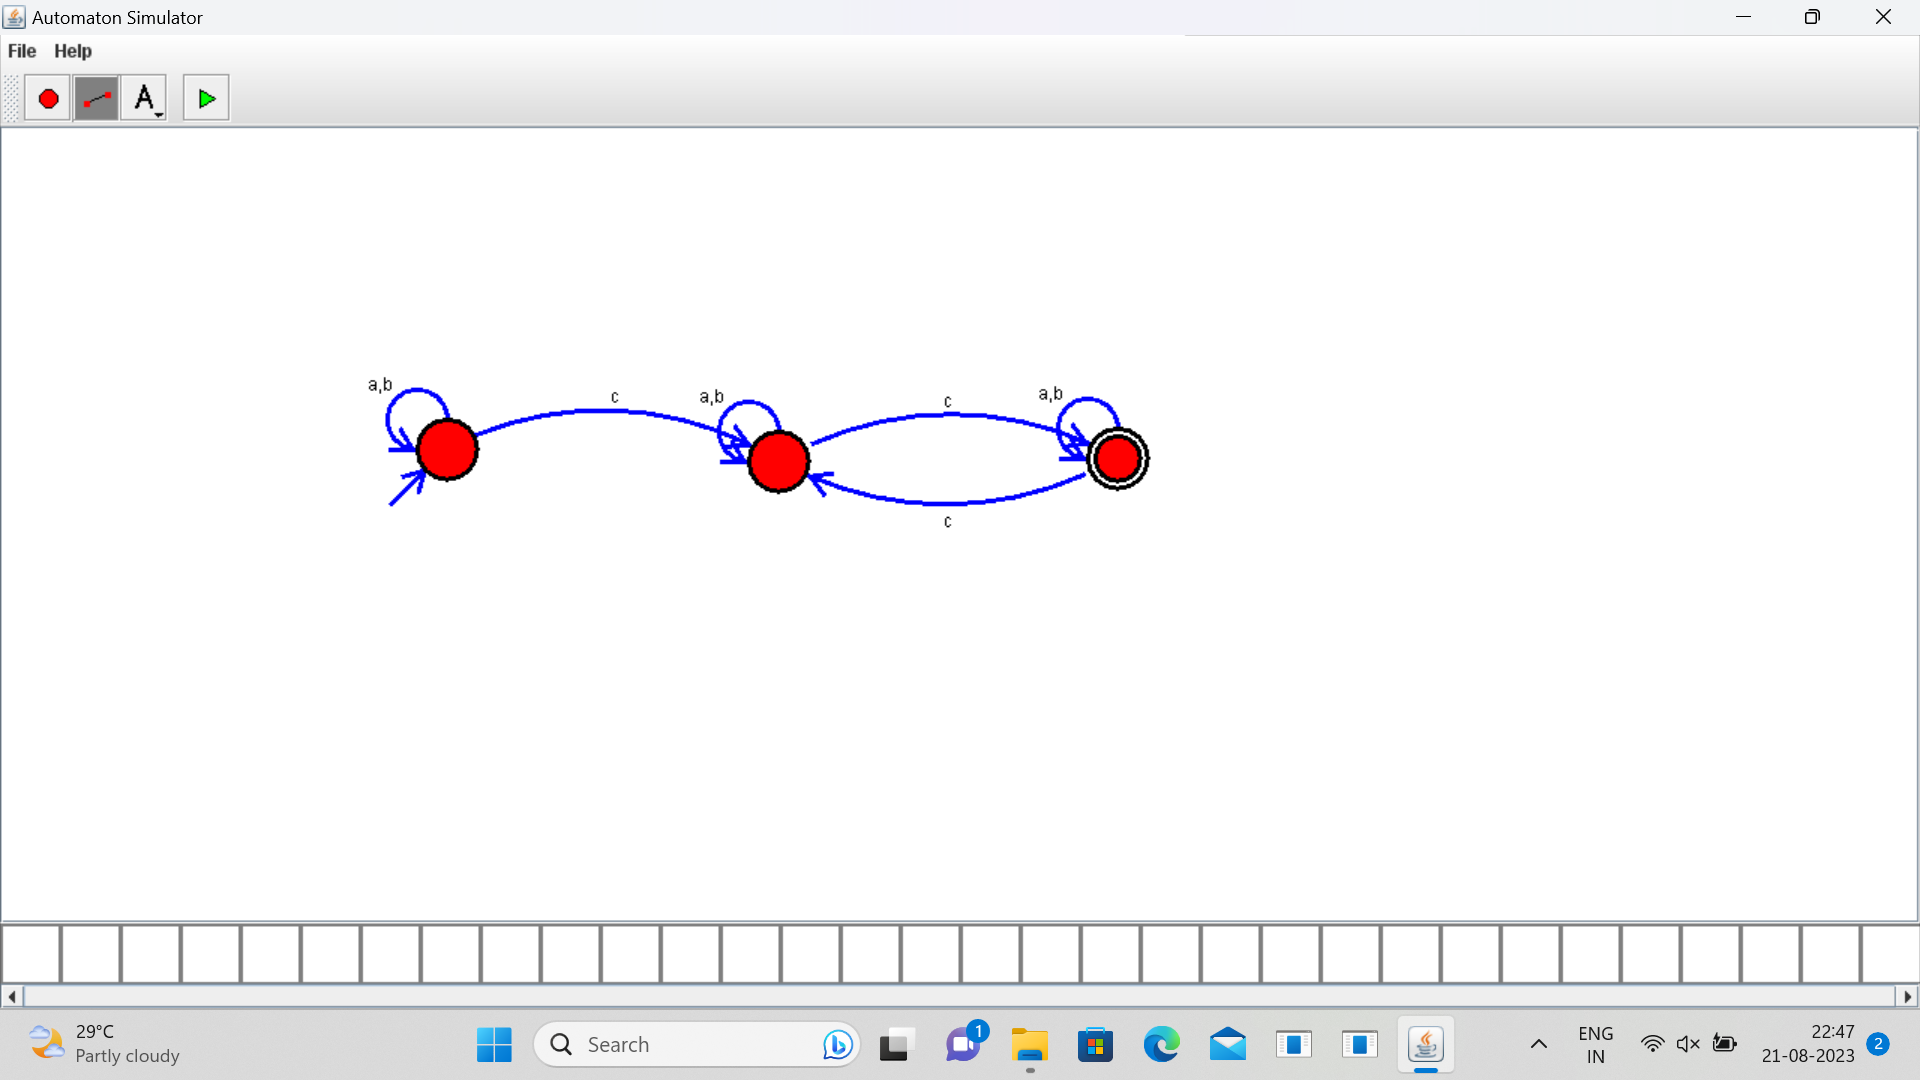 Automaton Simulator
File Help
A
a,b
c
a,b
c
a,b
c
29°C
Partly cloudy
Search
1
ENG
IN
22:47
21-08-2023
2